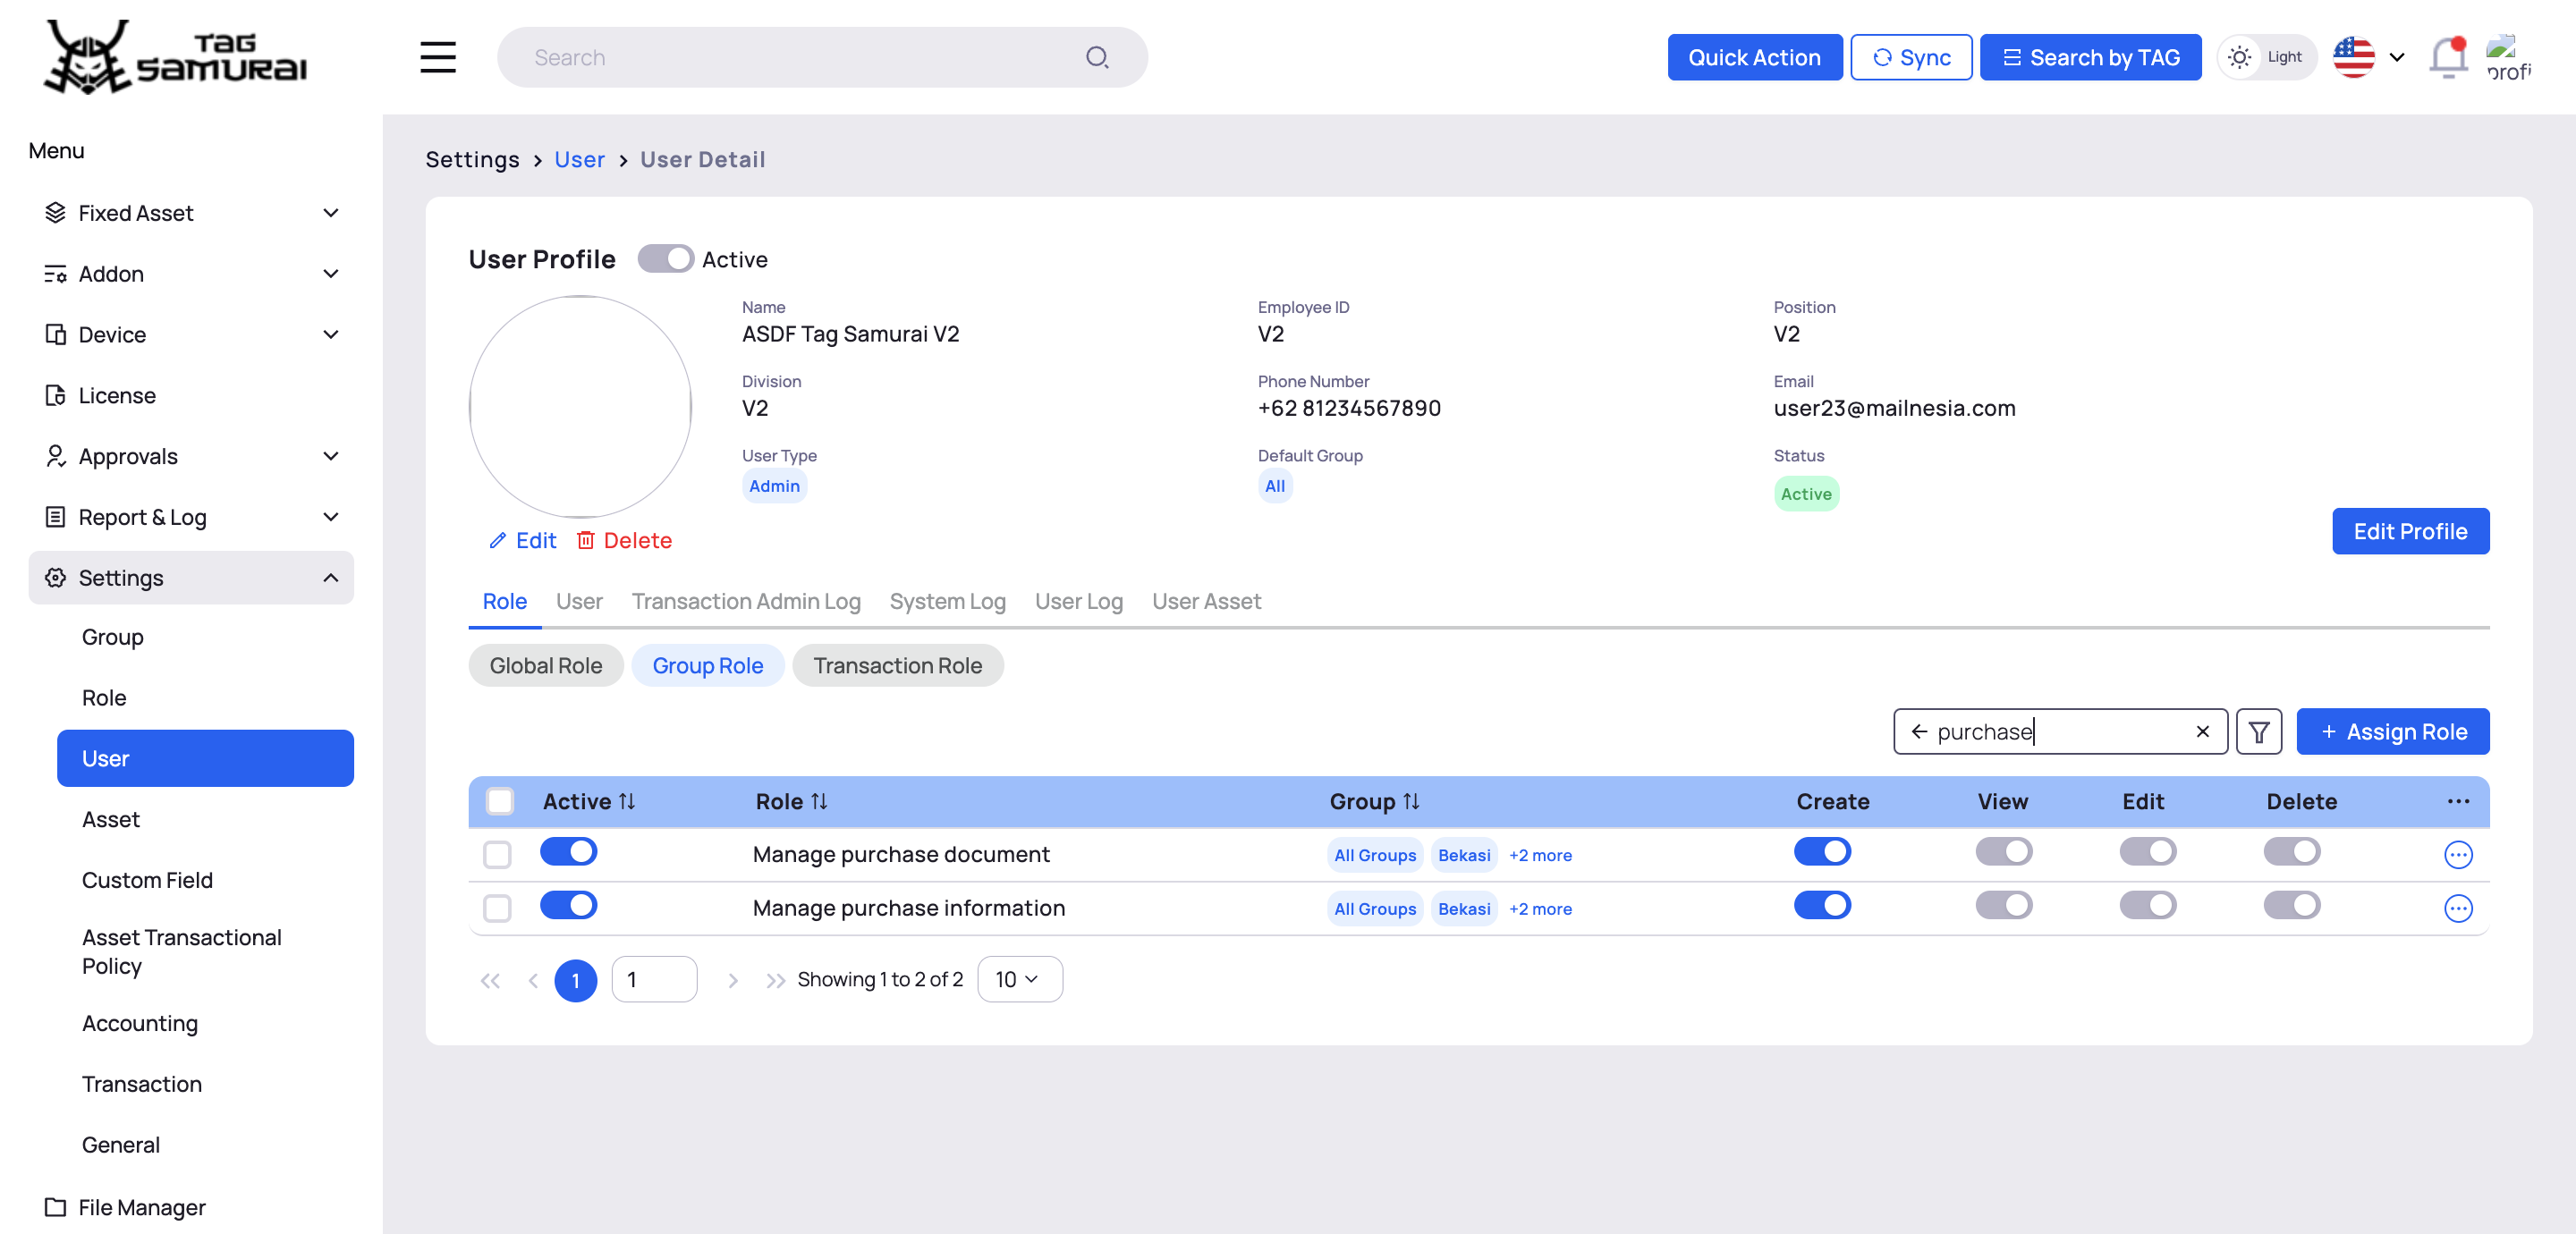 TAG SAMURAI
Search
Quick Action
Sync
Search by TAG
Light
profi
Menu
Fixed Asset
Addon
Device
License
Approvals
Report & Log
Settings
Group
Role
User
Asset
Custom Field
Asset Transactional
Policy
Accounting
Transaction
General
File Manager
Settings > User > User Detail
User Profile Active
Name
ASDF Tag Samurai V2
Employee ID
V2
Position
V2
Division
V2
Phone Number
+62 81234567890
Email
user23@mailnesia.com
User Type
Admin
Default Group
All
Status
Active
Edit Delete
Edit Profile
Role User Transaction Admin Log System Log User Log User Asset
Global Role Group Role Transaction Role
purchase
+ Assign Role
Active Role Group Create View Edit Delete ...
Manage purchase document All Groups Bekasi +2 more
Manage purchase information All Groups Bekasi +2 more
1 1 Showing 1 to 2 of 2 10